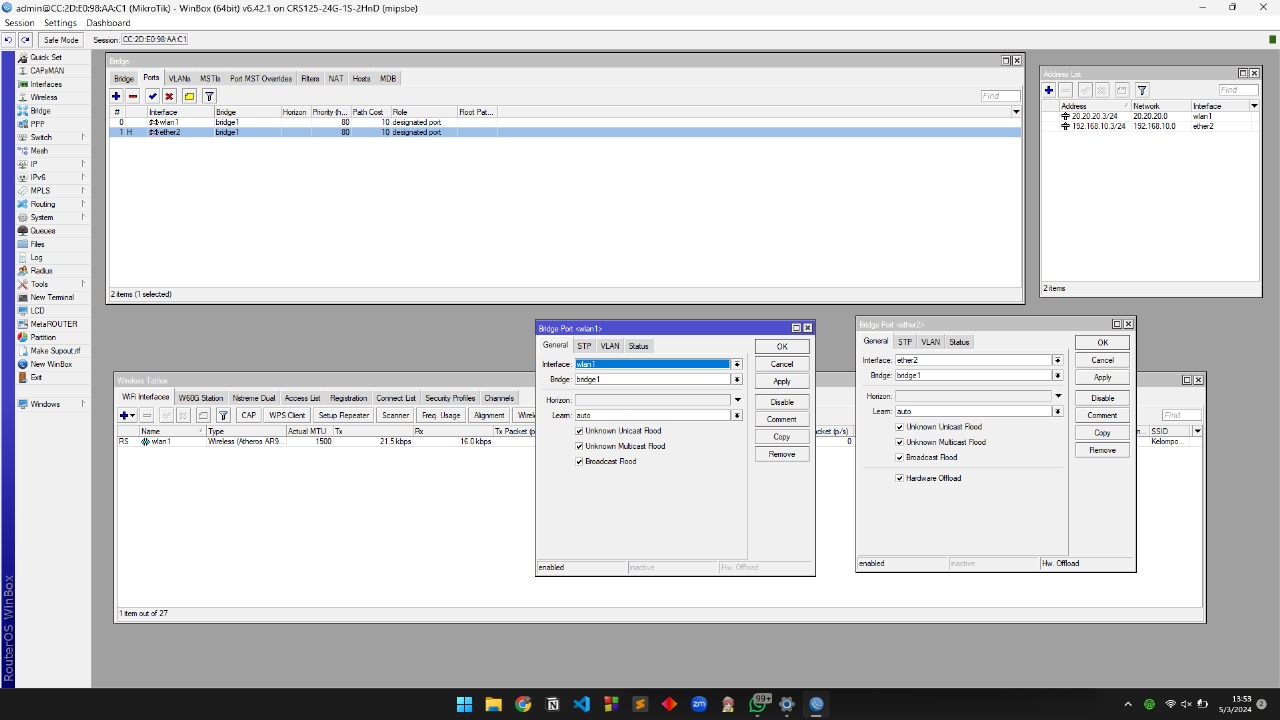 admin@CC:2D:E0:98:AA:C1 (MikroTik) - WinBox (64bit) v6.42.1 on CRS125-24G-1S-2HnD (mipsbe)
Session Settings Dashboard
Safe Mode Session: CC:2D:E0:98:AA:C1
Quick Set
CAPsMAN
Interfaces
Wireless
Bridge
PPP
Switch
Mesh
IP
IPv6
MPLS
Routing
System
Queues
Files
Log
Radius
Tools
New Terminal
LCD
MetaROUTER
Partition
Make Supout.rif
New WinBox
Exit
Windows
RouterOS WinBox
Bridge
Bridge Ports VLANs MSTIs Port MST Overrides Filters NAT Hosts MDB
Find
# Interface Bridge Horizon Priority (h... Path Cost Role Root Pat...
0 wlan1 bridge1 80 10 designated port
1 H ether2 bridge1 80 10 designated port
2 items (1 selected)
Address List
Find
Address Network Interface
20.20.20.3/24 20.20.20.0 wlan1
192.168.10.3/24 192.168.10.0 ether2
2 items
Wireless Tables
WiFi Interfaces W60G Station Nstreme Dual Access List Registration Connect List Security Profiles Channels
CAP WPS Client Setup Repeater Scanner Freq. Usage Alignment Wirele
Find
Name Type Actual MTU Tx Rx Tx Packet (p/ acket (p/s) n... SSID
RS wlan1 Wireless (Atheros AR9... 1500 21.5 kbps 16.0 kbps 0 Kelompo...
1 item out of 27
Bridge Port <wlan1>
General STP VLAN Status
Interface: wlan1
Bridge: bridge1
Horizon:
Learn: auto
Unknown Unicast Flood
Unknown Multicast Flood
Broadcast Flood
OK
Cancel
Apply
Disable
Comment
Copy
Remove
enabled inactive Hw. Offload
Bridge Port <ether2>
General STP VLAN Status
Interface: ether2
Bridge: bridge1
Horizon:
Learn: auto
Unknown Unicast Flood
Unknown Multicast Flood
Broadcast Flood
Hardware Offload
OK
Cancel
Apply
Disable
Comment
Copy
Remove
enabled inactive Hw. Offload
99+
13:53
5/3/2024
2